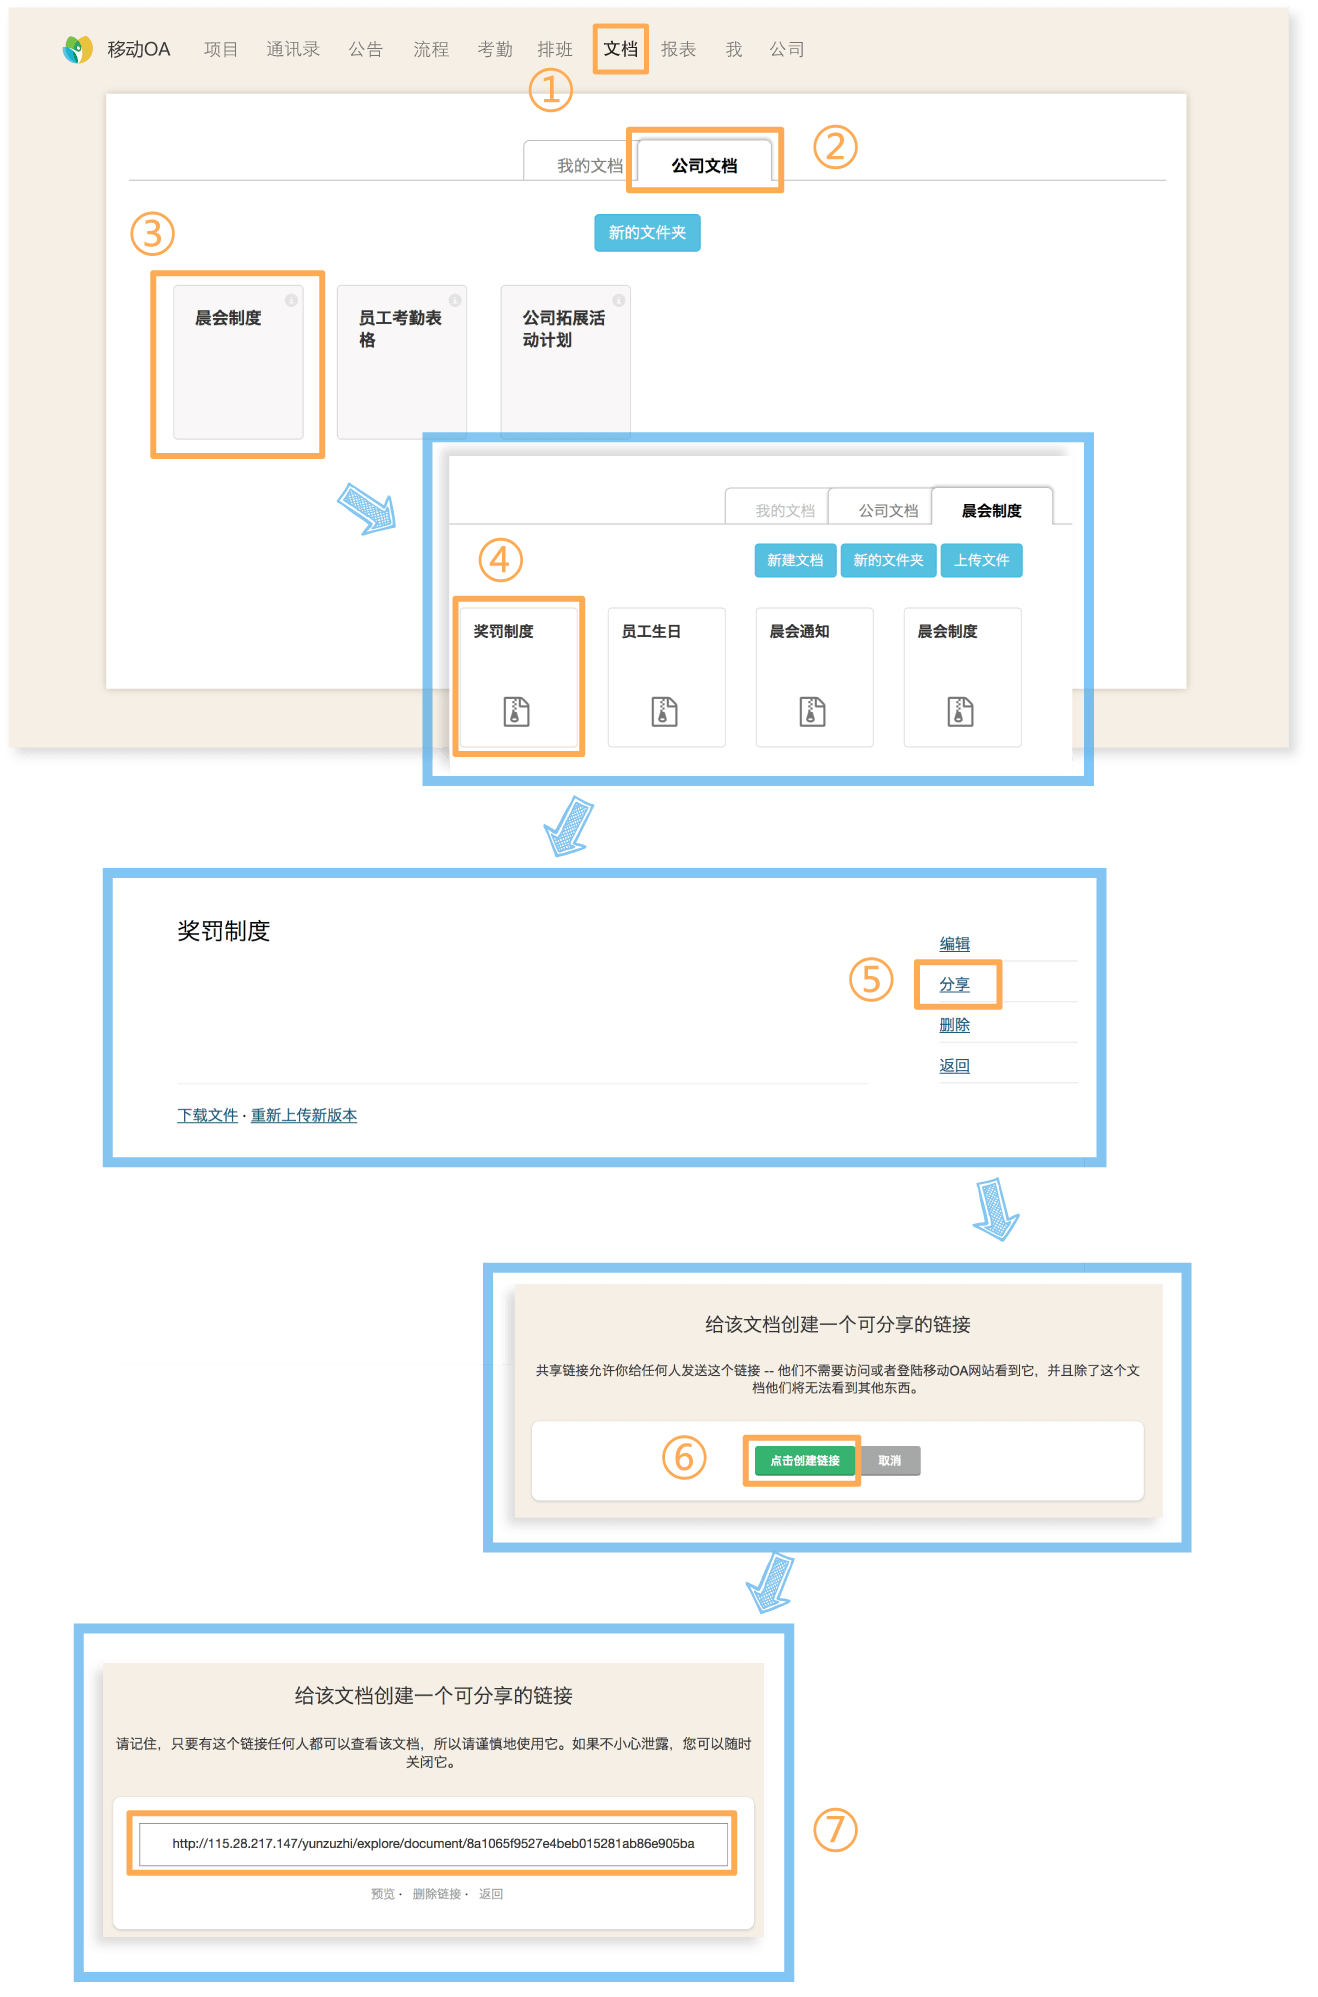 移动OA 项目 通讯录 公告 流程 考勤 排班 文档 报表 我 公司
①
我的文档 公司文档 ②
③
新的文件夹
晨会制度 员工考勤表格 公司拓展活动计划
我的文档 公司文档 晨会制度
④ 新建文档 新的文件夹 上传文件
奖罚制度 员工生日 晨会通知 晨会制度
奖罚制度
编辑
⑤ 分享
删除
返回
下载文件 · 重新上传新版本
给该文档创建一个可分享的链接
共享链接允许你给任何人发送这个链接 -- 他们不需要访问或者登陆移动OA网站看到它，并且除了这个文
档他们将无法看到其他东西。
⑥ 点击创建链接 取消
给该文档创建一个可分享的链接
请记住，只要有这个链接任何人都可以查看该文档，所以请谨慎地使用它。如果不小心泄露，您可以随时
关闭它。
http://115.28.217.147/yunzuzhi/explore/document/8a1065f9527e4beb015281ab86e905ba ⑦
预览 · 删除链接 · 返回